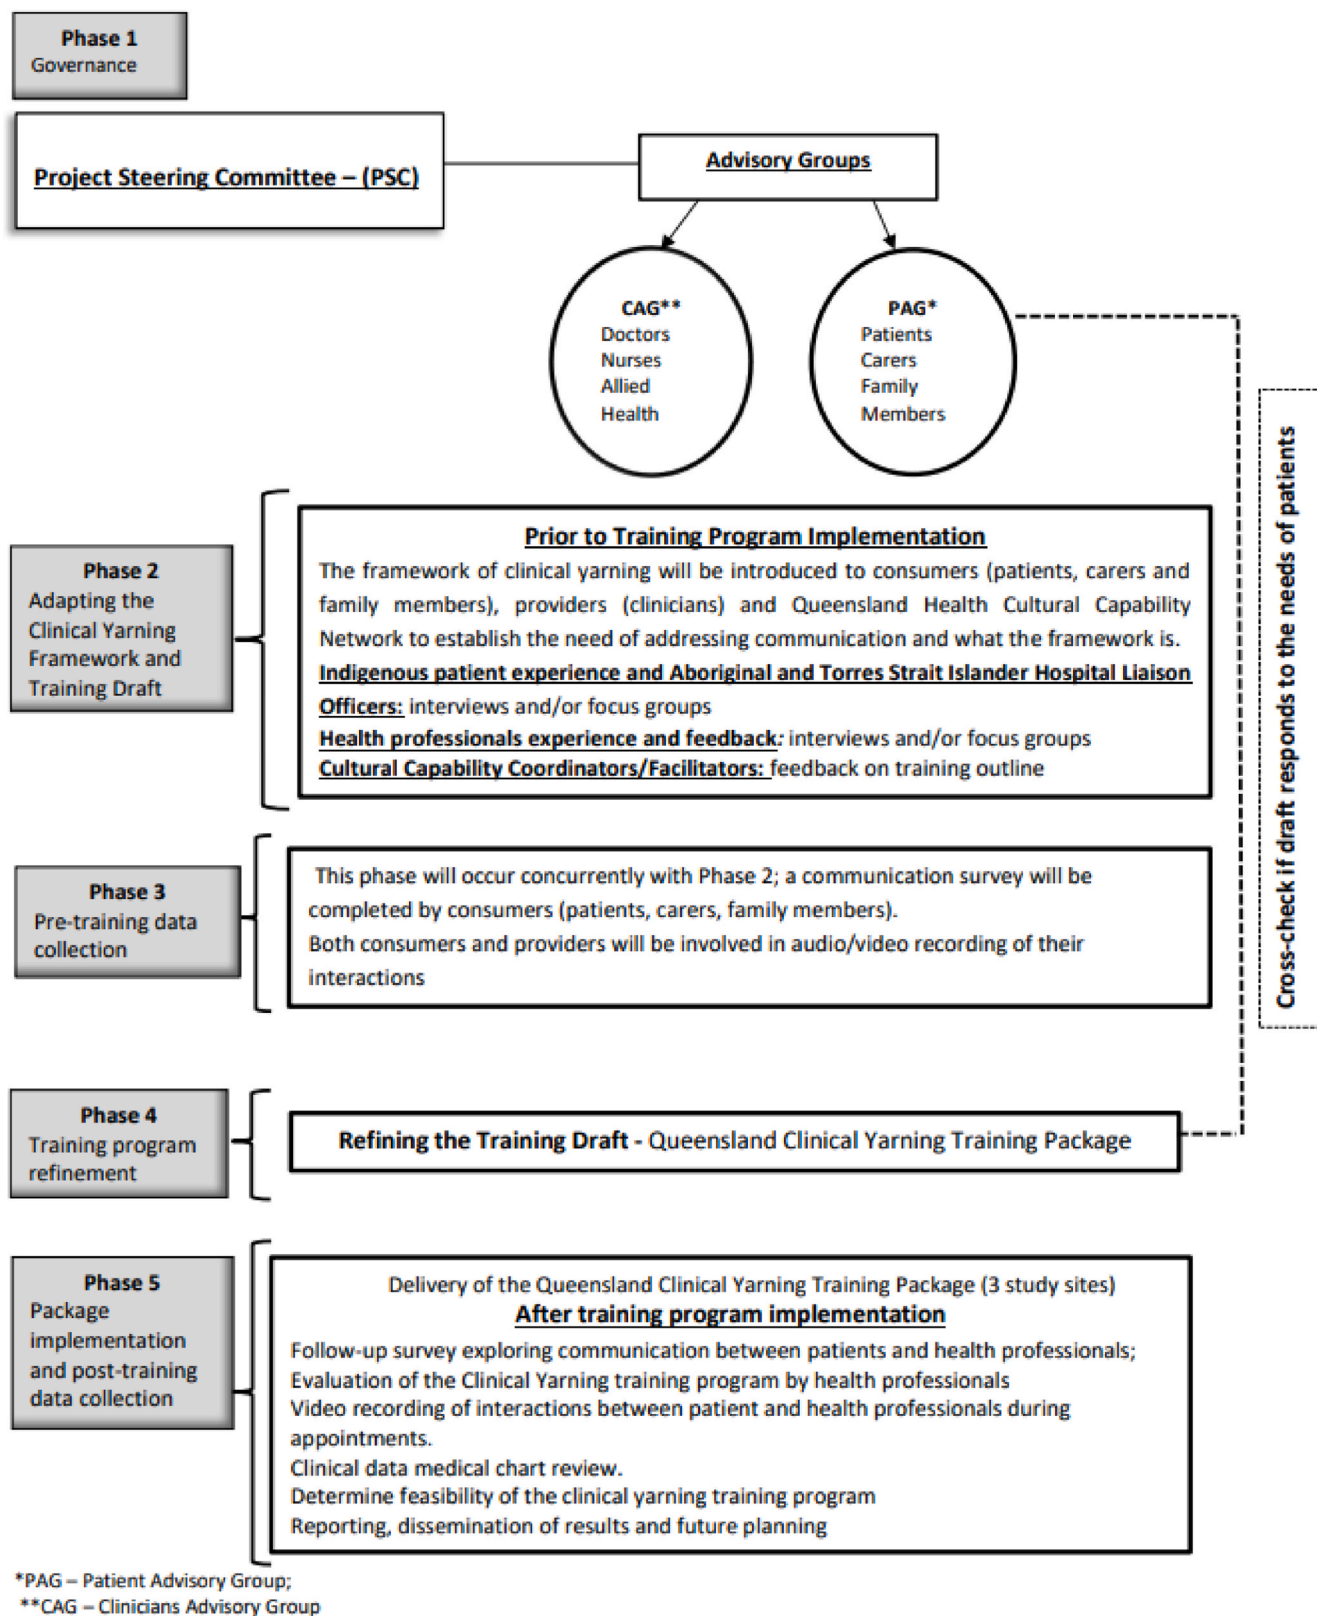 Phase 1
Governance
Project Steering Committee – (PSC)
Advisory Groups
CAG**
Doctors
Nurses
Allied
Health
PAG*
Patients
Carers
Family
Members
Cross-check if draft responds to the needs of patients
Phase 2
Adapting the
Clinical Yarning
Framework and
Training Draft
Prior to Training Program Implementation
The framework of clinical yarning will be introduced to consumers (patients, carers and
family members), providers (clinicians) and Queensland Health Cultural Capability
Network to establish the need of addressing communication and what the framework is.
Indigenous patient experience and Aboriginal and Torres Strait Islander Hospital Liaison
Officers: interviews and/or focus groups
Health professionals experience and feedback: interviews and/or focus groups
Cultural Capability Coordinators/Facilitators: feedback on training outline
Phase 3
Pre-training data
collection
This phase will occur concurrently with Phase 2; a communication survey will be
completed by consumers (patients, carers, family members).
Both consumers and providers will be involved in audio/video recording of their
interactions
Phase 4
Training program
refinement
Refining the Training Draft - Queensland Clinical Yarning Training Package
Phase 5
Package
implementation
and post-training
data collection
Delivery of the Queensland Clinical Yarning Training Package (3 study sites)
After training program implementation
Follow-up survey exploring communication between patients and health professionals;
Evaluation of the Clinical Yarning training program by health professionals
Video recording of interactions between patient and health professionals during
appointments.
Clinical data medical chart review.
Determine feasibility of the clinical yarning training program
Reporting, dissemination of results and future planning
*PAG – Patient Advisory Group;
**CAG – Clinicians Advisory Group